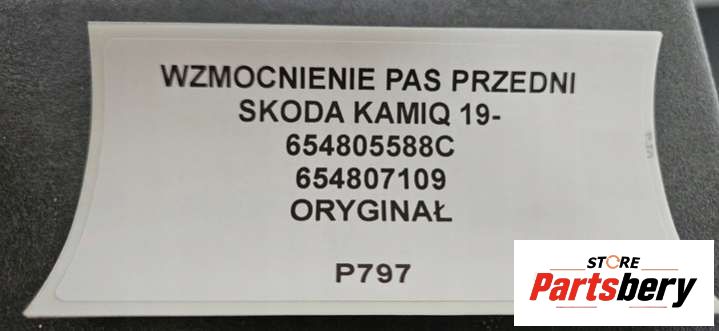 WZMOCNIENIE PAS PRZEDNI
SKODA KAMIQ 19-
654805588C
654807109
ORYGINAŁ
P797
STORE
Partsbery